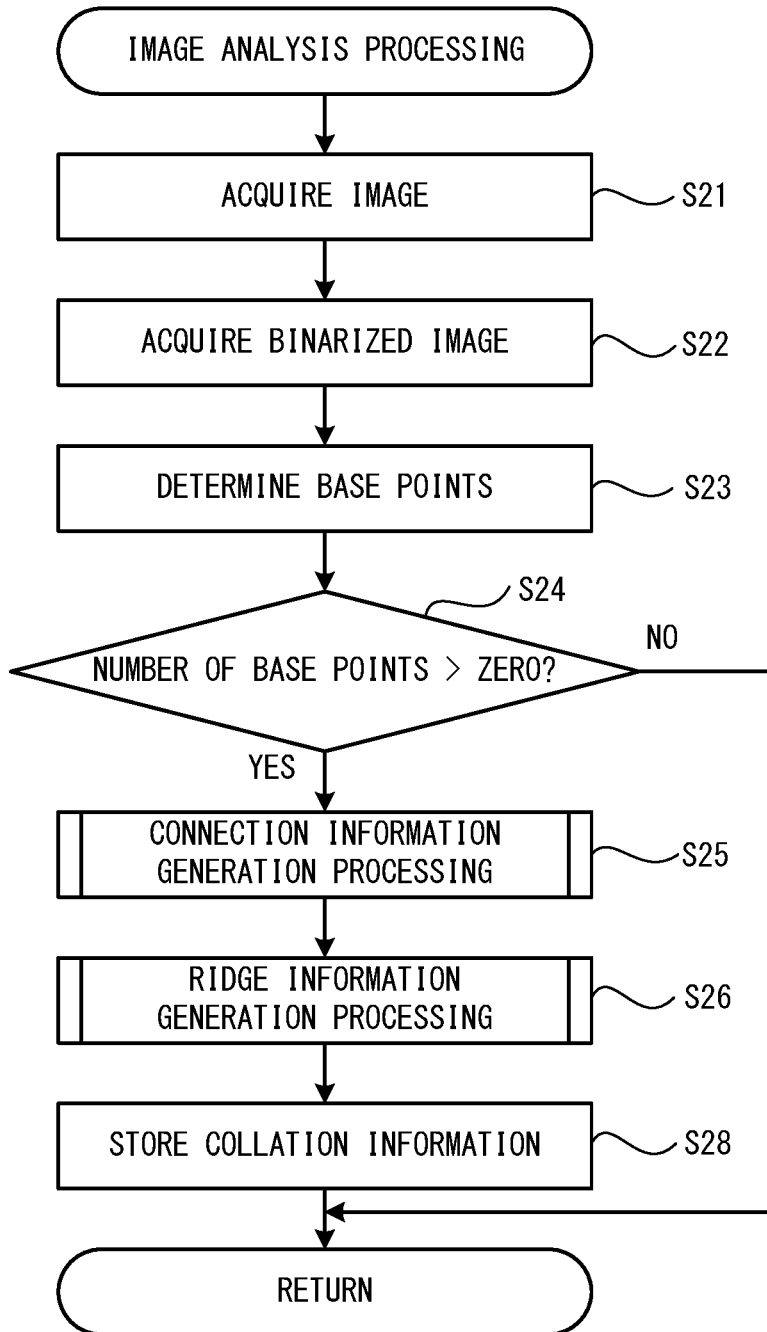 IMAGE ANALYSIS PROCESSING
ACQUIRE IMAGE
S21
ACQUIRE BINARIZED IMAGE
S22
DETERMINE BASE POINTS
S23
S24
NUMBER OF BASE POINTS > ZERO?
NO
YES
CONNECTION INFORMATION
GENERATION PROCESSING
S25
RIDGE INFORMATION
GENERATION PROCESSING
S26
STORE COLLATION INFORMATION
S28
RETURN